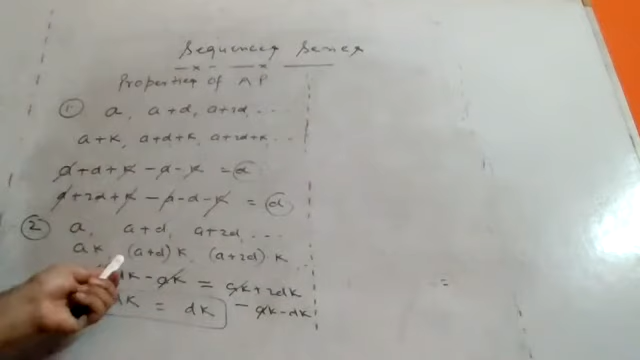 Sequences Series
Properties of AP
① a, a+d, a+2d, ...
a+k, a+d+k, a+2d+k...
a+d+k-a-k = d
a+2d+k-a-d-k = d
② a, a+d, a+2d, ...
ak, (a+d)k, (a+2d)·k
dk-ak = ak+2dk
dk = dk -ak-dk
=